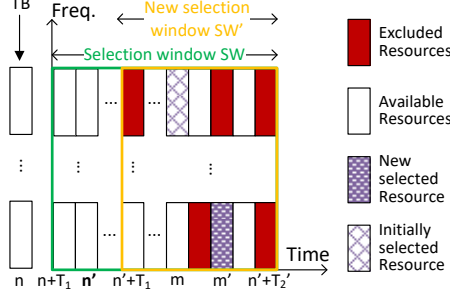 TB
Freq.
New selection
window SW'
Selection window SW
...
...
...
...
...
...
...
...
n
n+T₁
n'
n'+T₁
m
m'
n'+T₂'
Time
Excluded
Resources
Available
Resources
New
selected
Resource
Initially
selected
Resource